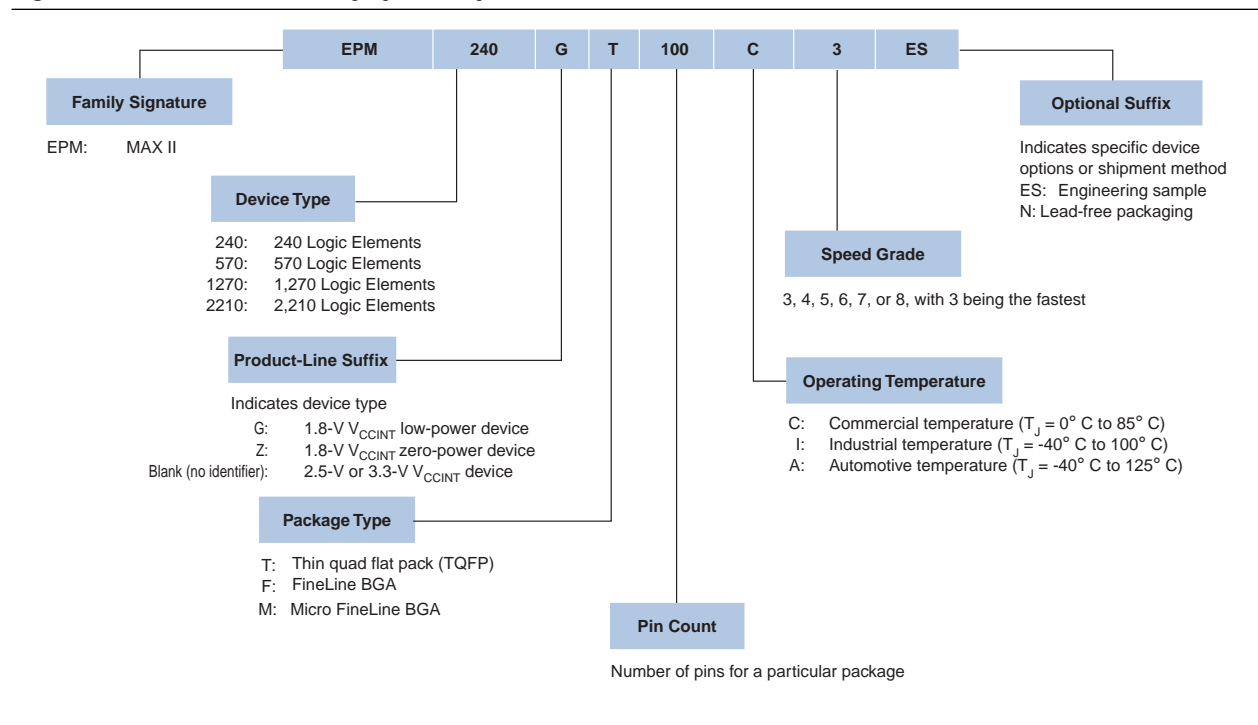 EPM 240 G T 100 C 3 ES
Family Signature
EPM: MAX II
Optional Suffix
Indicates specific device
options or shipment method
ES: Engineering sample
N: Lead-free packaging
Device Type
240: 240 Logic Elements
570: 570 Logic Elements
1270: 1,270 Logic Elements
2210: 2,210 Logic Elements
Speed Grade
3, 4, 5, 6, 7, or 8, with 3 being the fastest
Product-Line Suffix
Indicates device type
G: 1.8-V VCCINT low-power device
Z: 1.8-V VCCINT zero-power device
Blank (no identifier): 2.5-V or 3.3-V VCCINT device
Operating Temperature
C: Commercial temperature (TJ = 0° C to 85° C)
I: Industrial temperature (TJ = -40° C to 100° C)
A: Automotive temperature (TJ = -40° C to 125° C)
Package Type
T: Thin quad flat pack (TQFP)
F: FineLine BGA
M: Micro FineLine BGA
Pin Count
Number of pins for a particular package